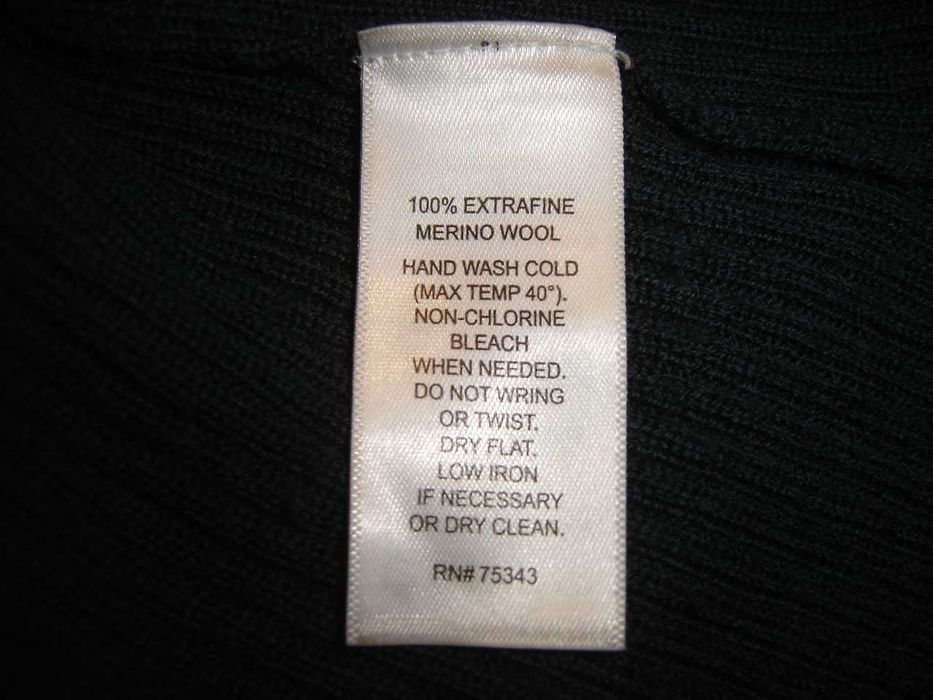 100% EXTRAFINE
MERINO WOOL
HAND WASH COLD
(MAX TEMP 40°).
NON-CHLORINE
BLEACH
WHEN NEEDED.
DO NOT WRING
OR TWIST.
DRY FLAT.
LOW IRON
IF NECESSARY
OR DRY CLEAN.
RN# 75343